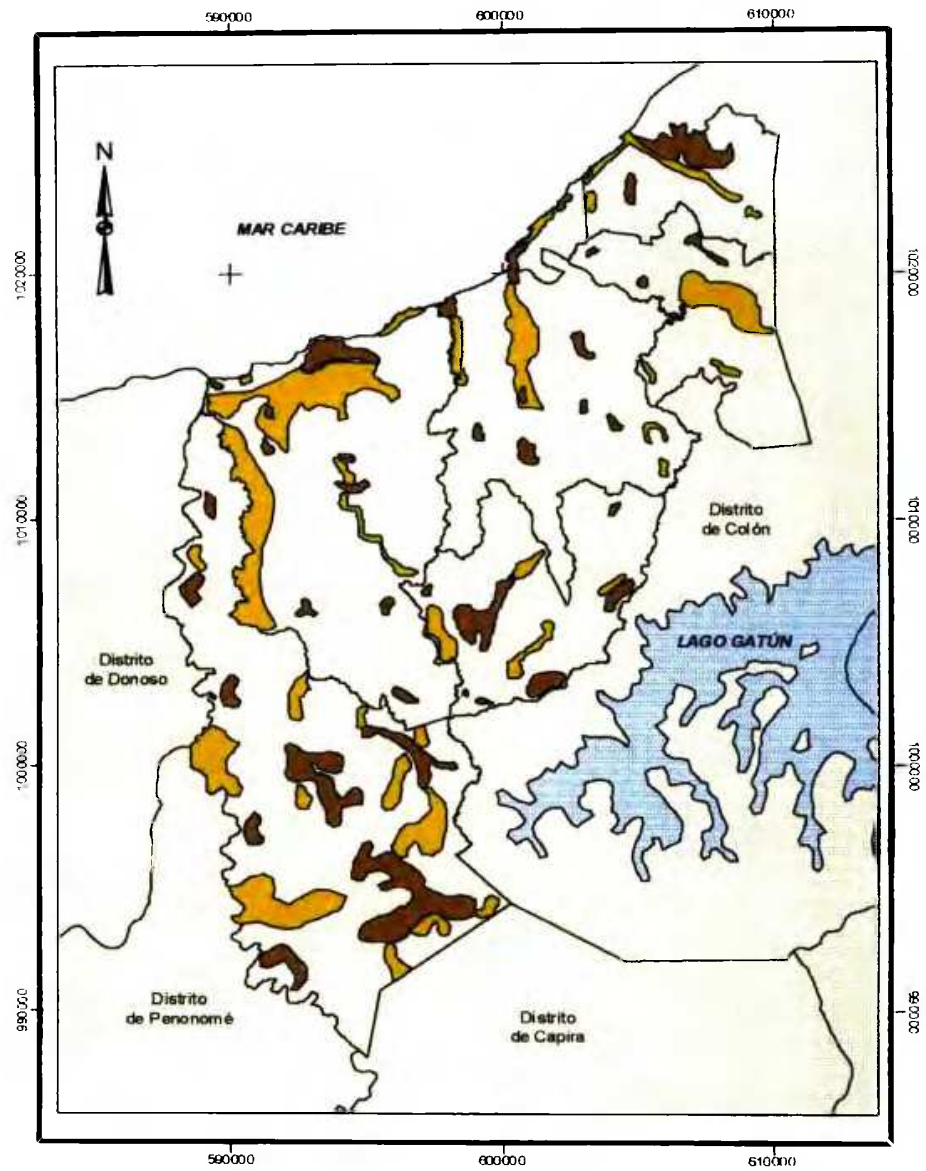 590000
600000
610000
N
MAR CARIBE
1020000
1020000
1010000
1010000
Distrito
de Colón
LAGO GATÚN
Distrito
de Donoso
1000000
1000000
990000
990000
Distrito
de Penonomé
Distrito
de Capira
590000
600000
610000